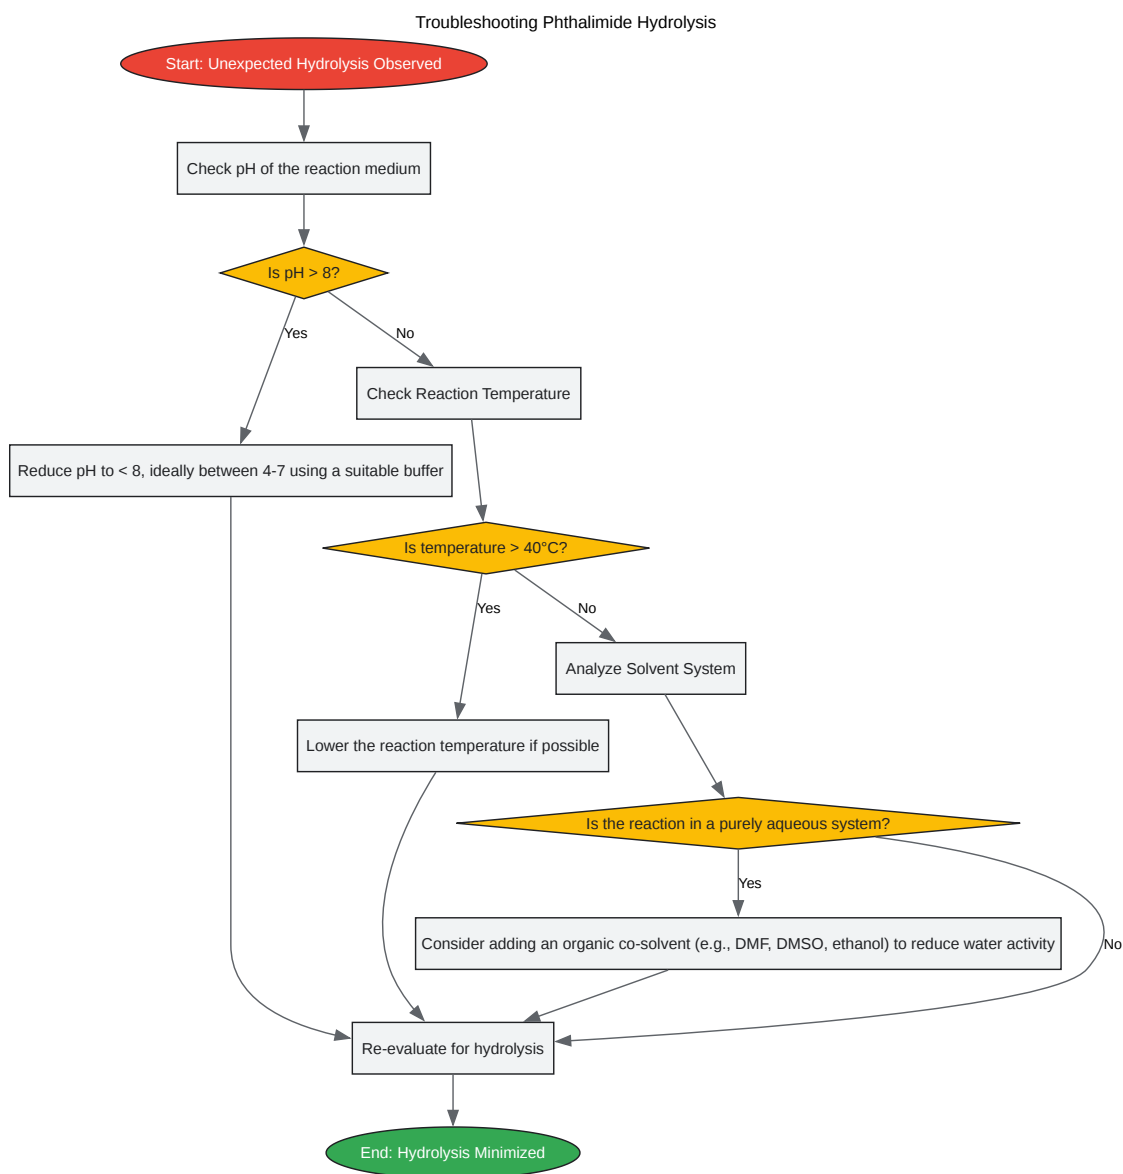 Troubleshooting Phthalimide Hydrolysis
Start: Unexpected Hydrolysis Observed
Check pH of the reaction medium
Is pH > 8?
Yes
No
Check Reaction Temperature
Reduce pH to < 8, ideally between 4-7 using a suitable buffer
Is temperature > 40°C?
Yes
No
Analyze Solvent System
Lower the reaction temperature if possible
Is the reaction in a purely aqueous system?
Yes
Consider adding an organic co-solvent (e.g., DMF, DMSO, ethanol) to reduce water activity
No
Re-evaluate for hydrolysis
End: Hydrolysis Minimized